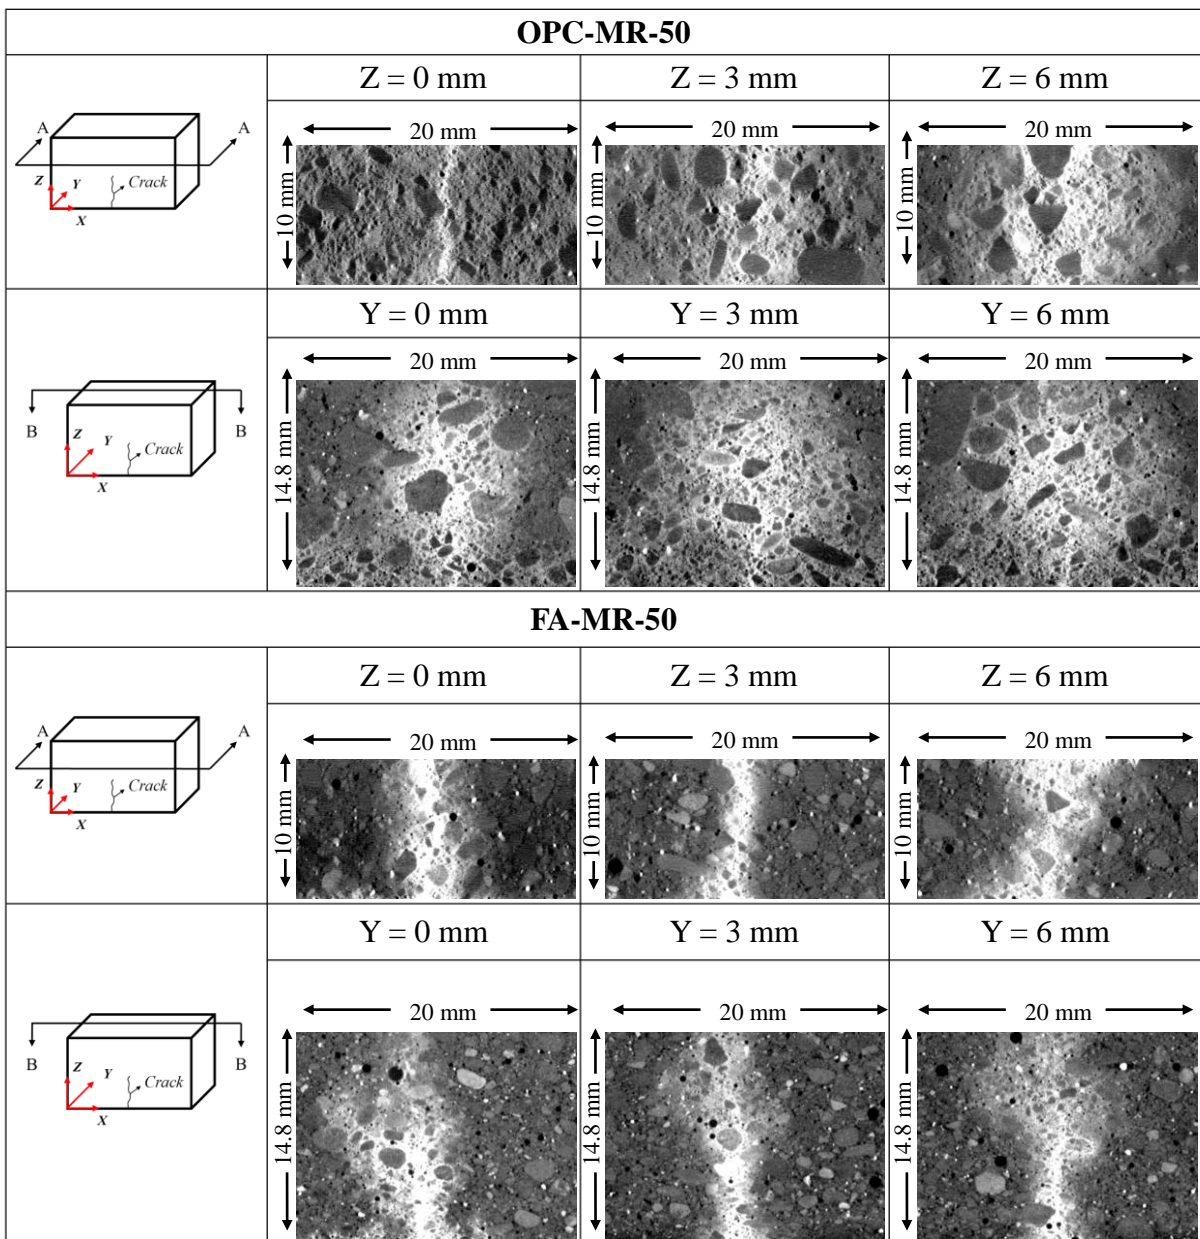 OPC-MR-50
Z = 0 mm Z = 3 mm Z = 6 mm
A A
Z Y Crack
X
20 mm 20 mm 20 mm
10 mm 10 mm 10 mm
Y = 0 mm Y = 3 mm Y = 6 mm
B B
Z Y Crack
X
20 mm 20 mm 20 mm
14.8 mm 14.8 mm 14.8 mm
FA-MR-50
Z = 0 mm Z = 3 mm Z = 6 mm
A A
Z Y Crack
X
20 mm 20 mm 20 mm
10 mm 10 mm 10 mm
Y = 0 mm Y = 3 mm Y = 6 mm
B B
Z Y Crack
X
20 mm 20 mm 20 mm
14.8 mm 14.8 mm 14.8 mm